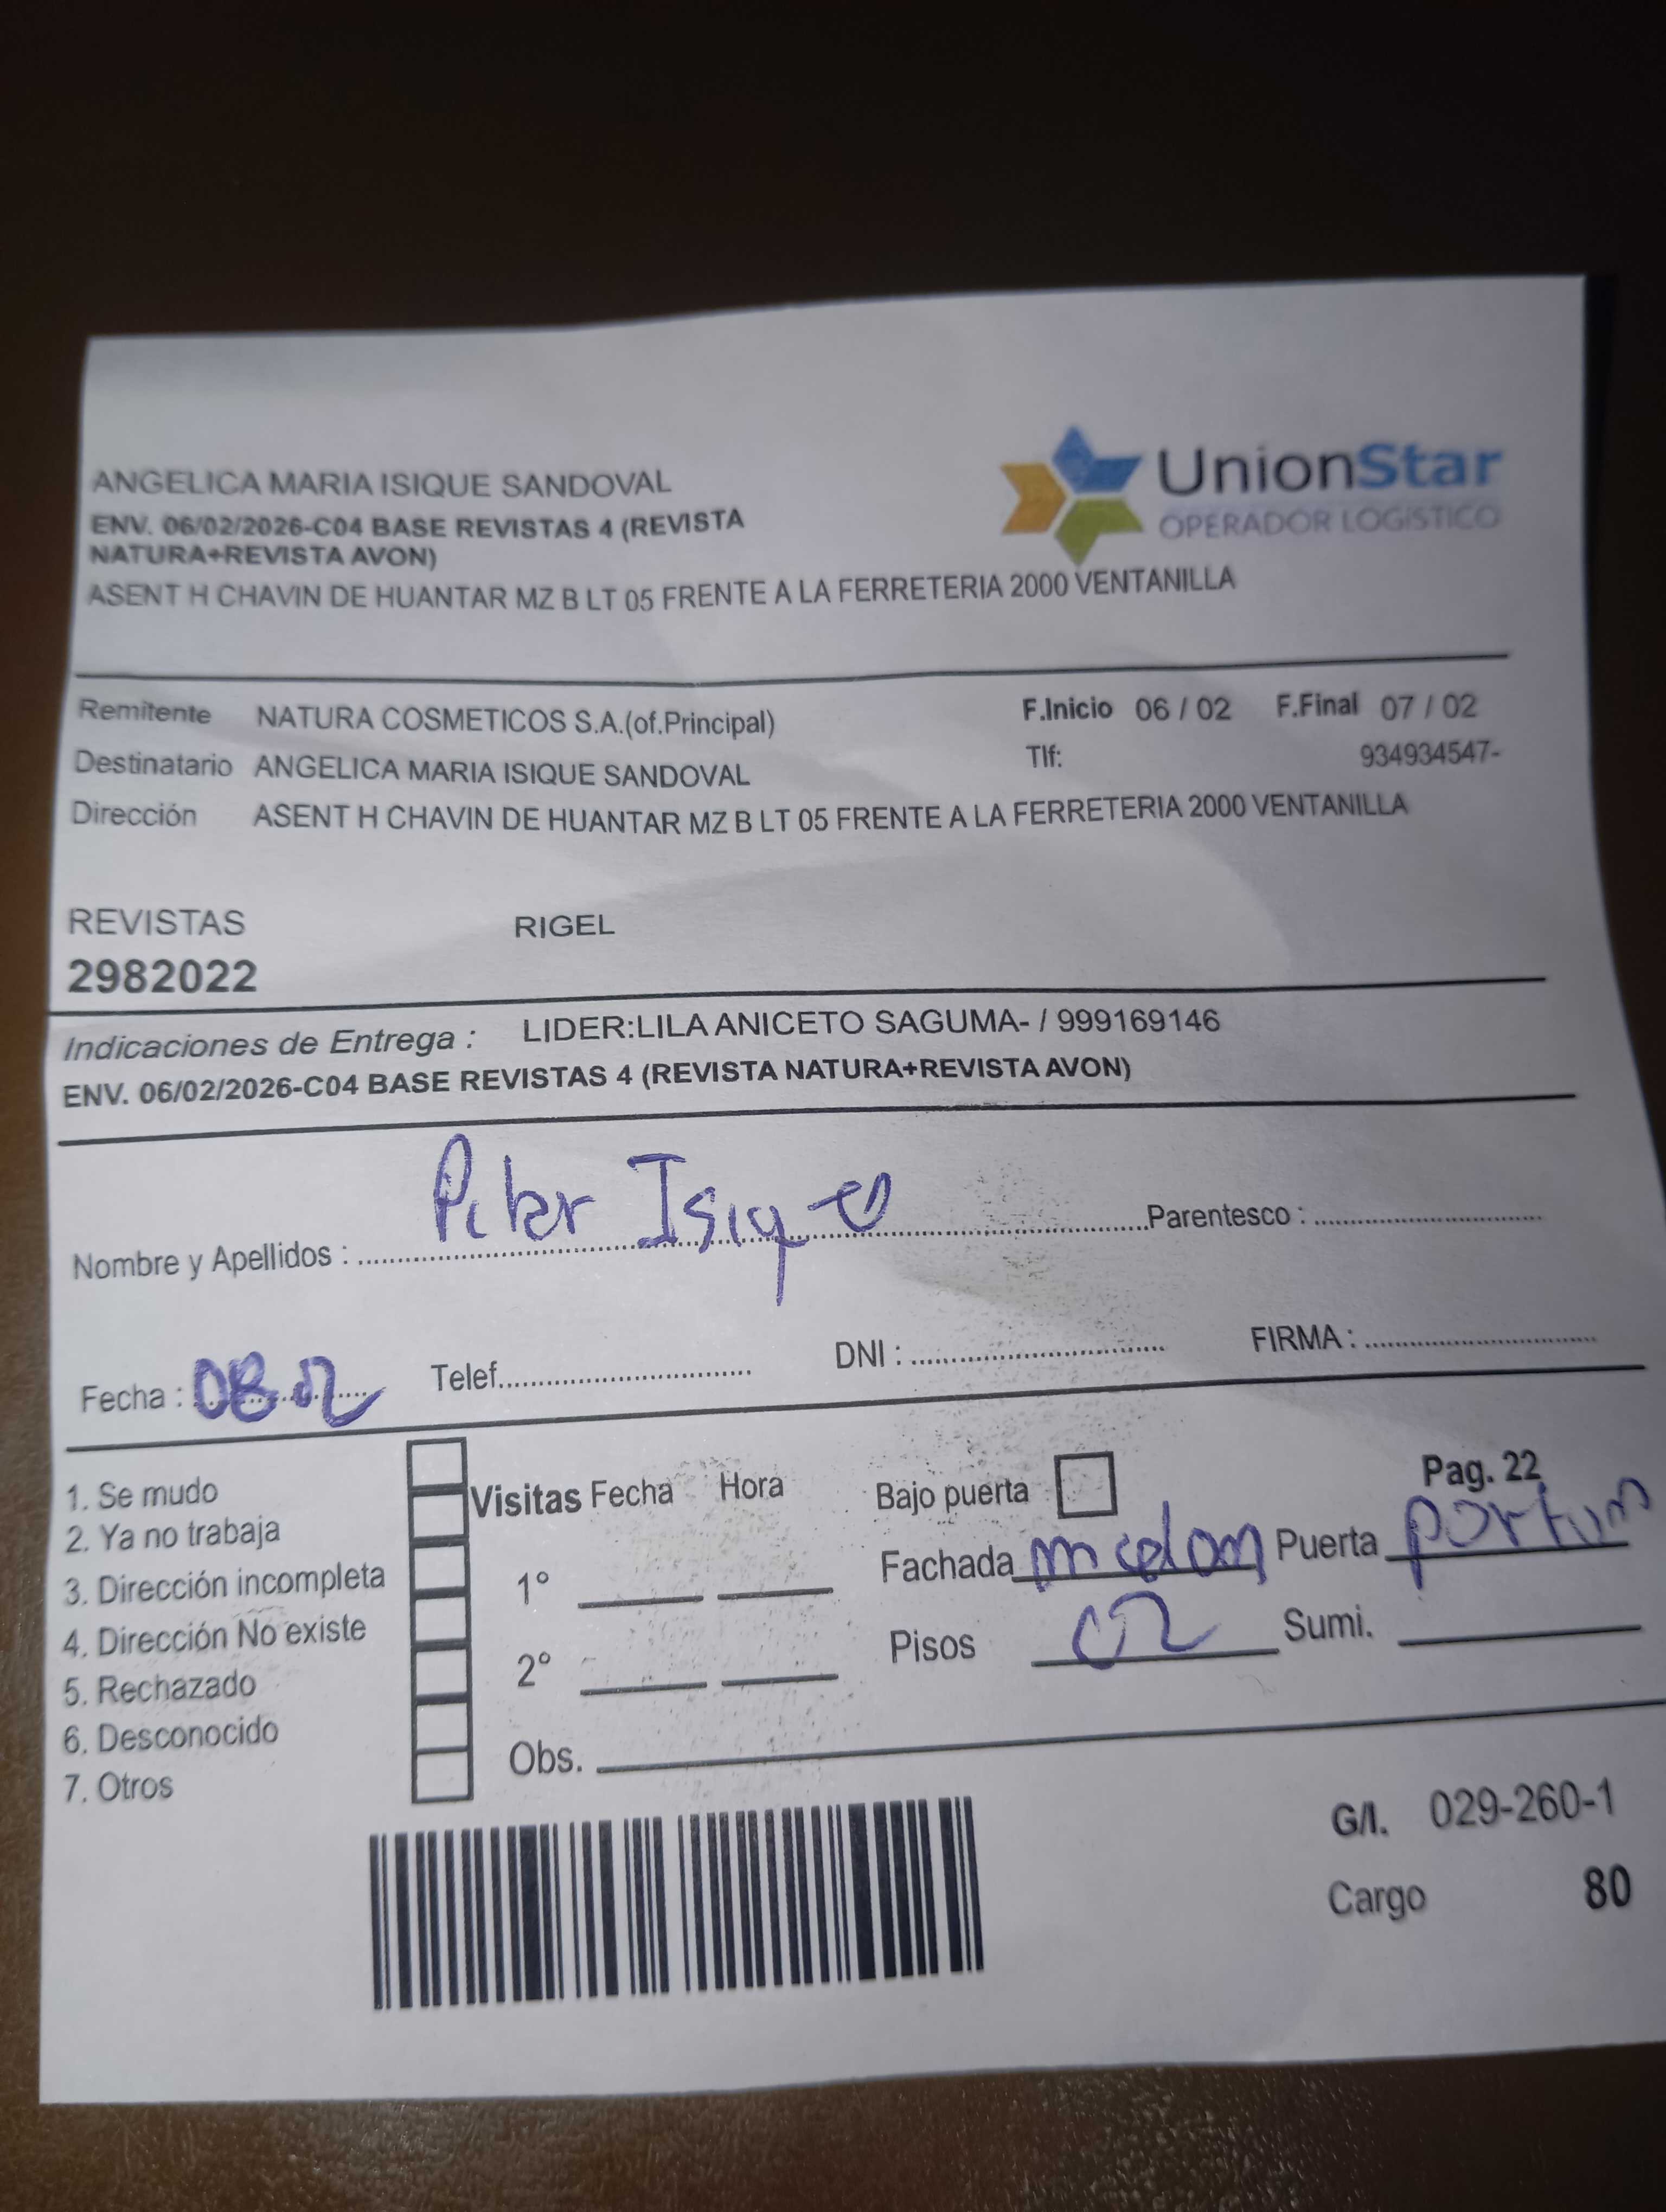 ANGELICA MARIA ISIQUE SANDOVAL
ENV. 06/02/2026-C04 BASE REVISTAS 4 (REVISTA
NATURA+REVISTA AVON)
ASENT H CHAVIN DE HUANTAR MZ B LT 05 FRENTE A LA FERRETERIA 2000 VENTANILLA
UnionStar
OPERADOR LOGISTICO
Remitente NATURA COSMETICOS S.A.(of.Principal) F.Inicio 06 / 02 F.Final 07 / 02
Destinatario ANGELICA MARIA ISIQUE SANDOVAL Tlf: 934934547-
Dirección ASENT H CHAVIN DE HUANTAR MZ B LT 05 FRENTE A LA FERRETERIA 2000 VENTANILLA
REVISTAS RIGEL
2982022
Indicaciones de Entrega : LIDER:LILA ANICETO SAGUMA- / 999169146
ENV. 06/02/2026-C04 BASE REVISTAS 4 (REVISTA NATURA+REVISTA AVON)
Nombre y Apellidos : Isique Parentesco :
Fecha : 08 02 Telef. DNI : FIRMA :
1. Se mudo
2. Ya no trabaja
3. Dirección incompleta
4. Dirección No existe
5. Rechazado
6. Desconocido
7. Otros
Visitas Fecha Hora
1°
2°
Obs.
Bajo puerta
Pag. 22
Fachada Puerta
Pisos 02 Sumi.
G/I. 029-260-1
Cargo 80